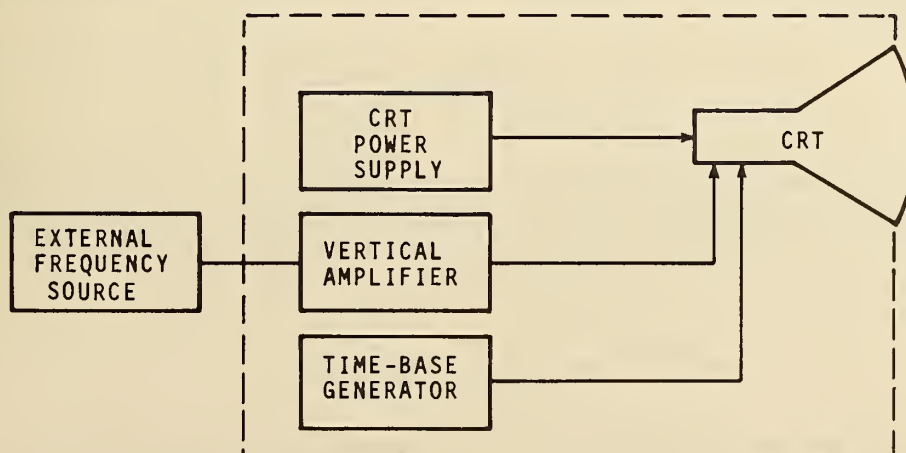 CRT
POWER
SUPPLY
CRT
EXTERNAL
FREQUENCY
SOURCE
VERTICAL
AMPLIFIER
TIME-BASE
GENERATOR